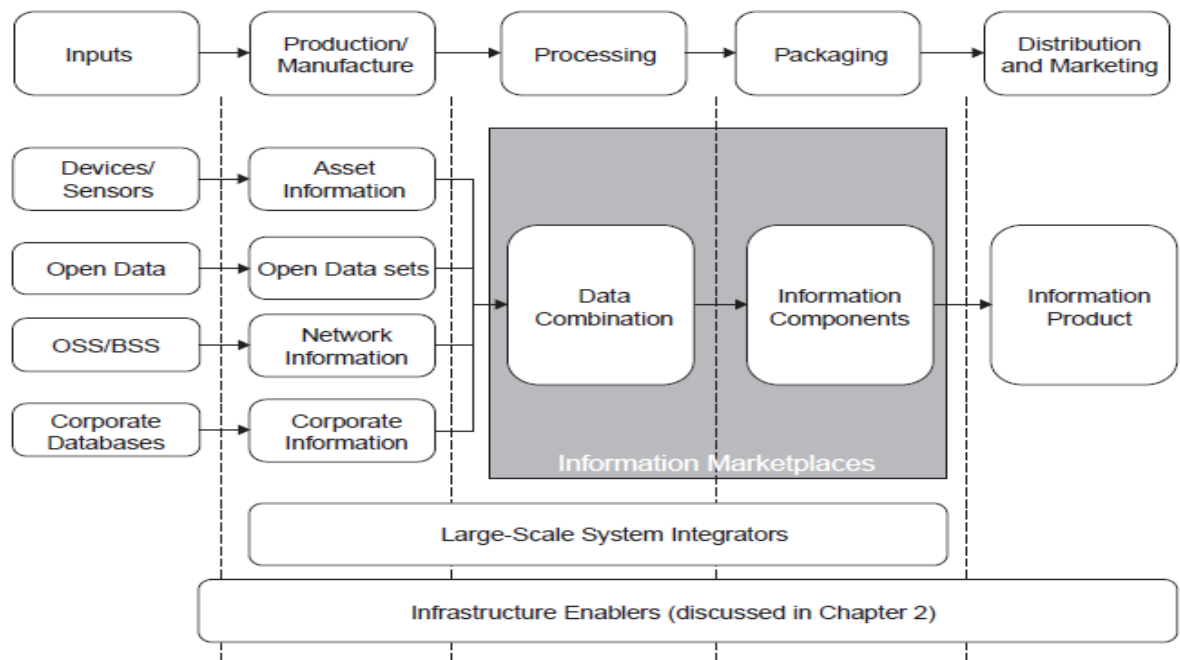 Inputs
Production/
Manufacture
Processing
Packaging
Distribution
and Marketing
Devices/
Sensors
Asset
Information
Open Data
Open Data sets
OSS/BSS
Network
Information
Corporate
Databases
Corporate
Information
Data
Combination
Information
Components
Information
Product
Information Marketplaces
Large-Scale System Integrators
Infrastructure Enablers (discussed in Chapter 2)